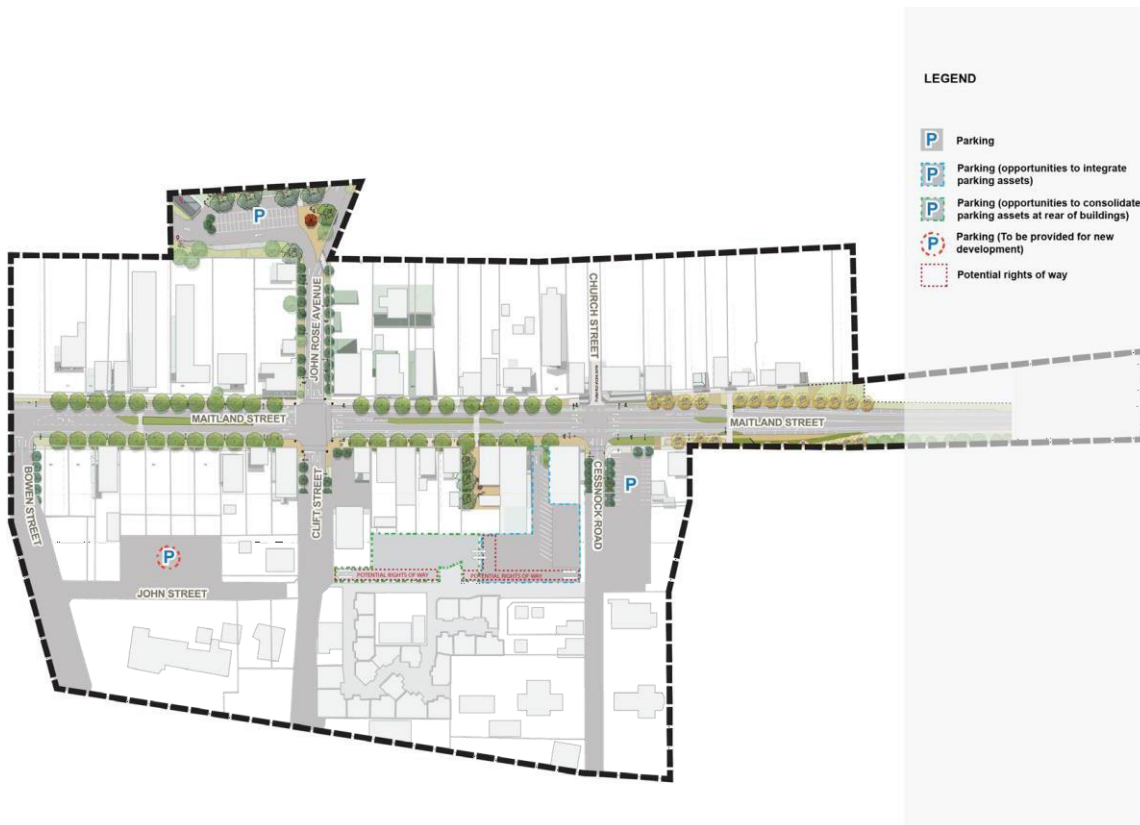 LEGEND
P
Parking
P
Parking (opportunities to integrate
parking assets)
P
Parking (opportunities to consolidate
parking assets at rear of buildings)
P
Parking (To be provided for new
development)
Potential rights of way
P
JOHN ROSE AVENUE
CHURCH STREET
MAITLAND STREET
MAITLAND STREET
BOWEN STREET
CLIFT STREET
CESSNOCK ROAD
P
P
POTENTIAL RIGHTS OF WAY
POTENTIAL RIGHTS OF WAY
JOHN STREET